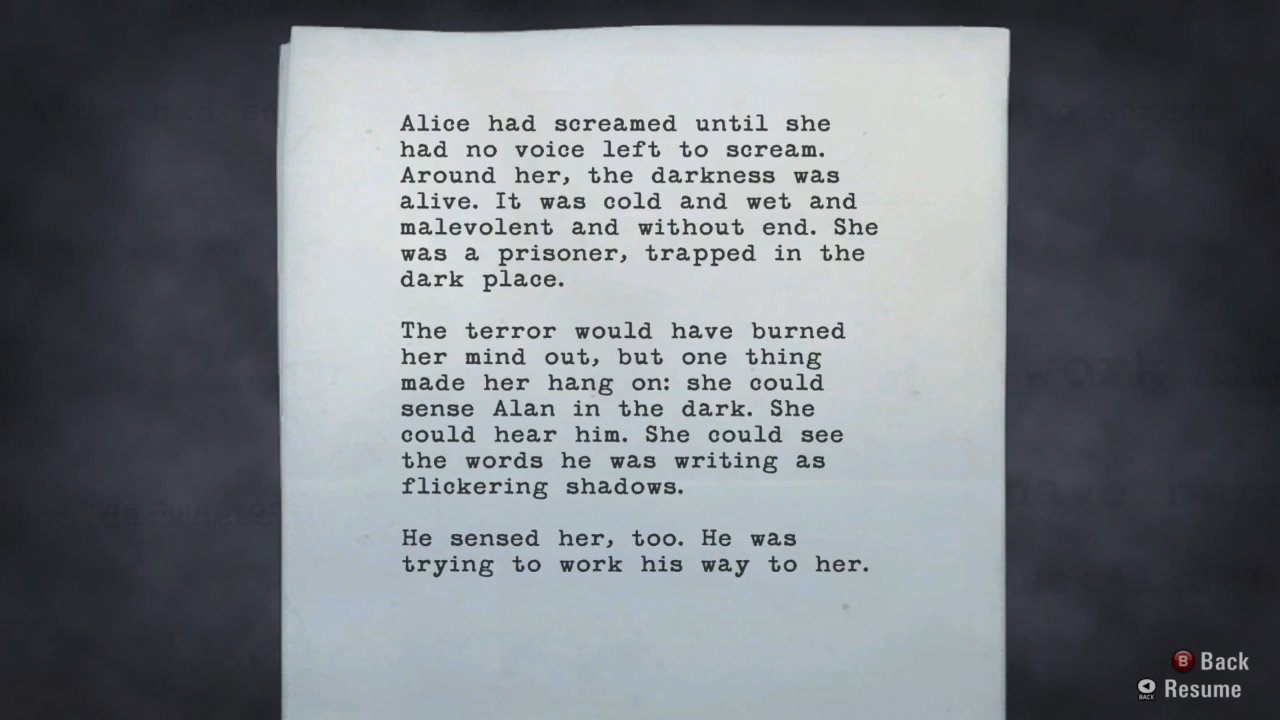 Alice had screamed until she
had no voice left to scream.
Around her, the darkness was
alive. It was cold and wet and
malevolent and without end. She
was a prisoner, trapped in the
dark place.
The terror would have burned
her mind out, but one thing
made her hang on: she could
sense Alan in the dark. She
could hear him. She could see
the words he was writing as
flickering shadows.
He sensed her, too. He was
trying to work his way to her.
B Back
BACK Resume